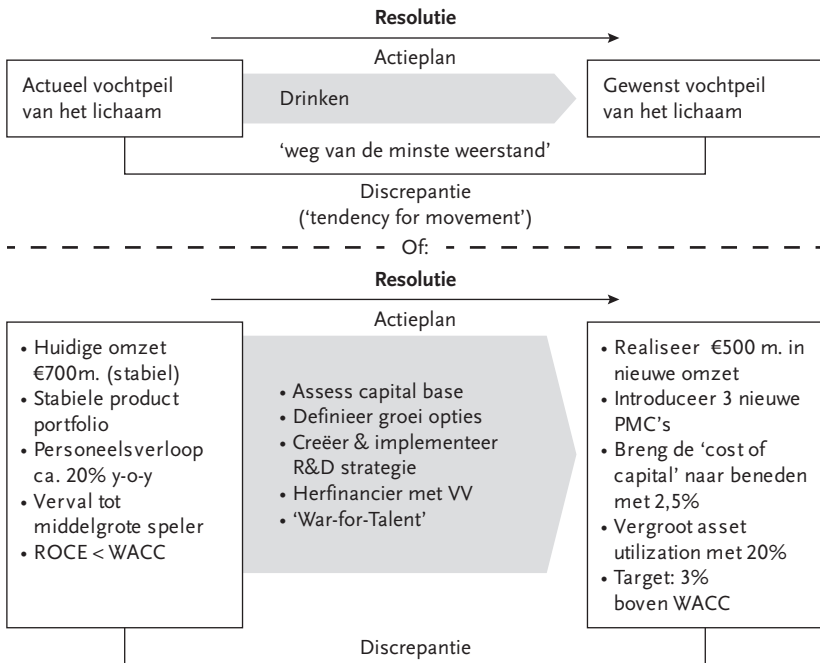 Resolutie
Actieplan
Actueel vochtpeil
van het lichaam
Drinken
Gewenst vochtpeil
van het lichaam
‘weg van de minste weerstand’
Discrepantie
(‘tendency for movement’)
Of:
Resolutie
Actieplan
• Huidige omzet
€700m. (stabiel)
• Stabiele product
portfolio
• Personeelsverloop
ca. 20% y-o-y
• Verval tot
middelgrote speler
• ROCE < WACC
• Assess capital base
• Definieer groei opties
• Creëer & implementeer
R&D strategie
• Herfinancier met VV
• ‘War-for-Talent’
• Realiseer €500 m. in
nieuwe omzet
• Introduceer 3 nieuwe
PMC’s
• Breng de ‘cost of
capital’ naar beneden
met 2,5%
• Vergroot asset
utilization met 20%
• Target: 3%
boven WACC
Discrepantie